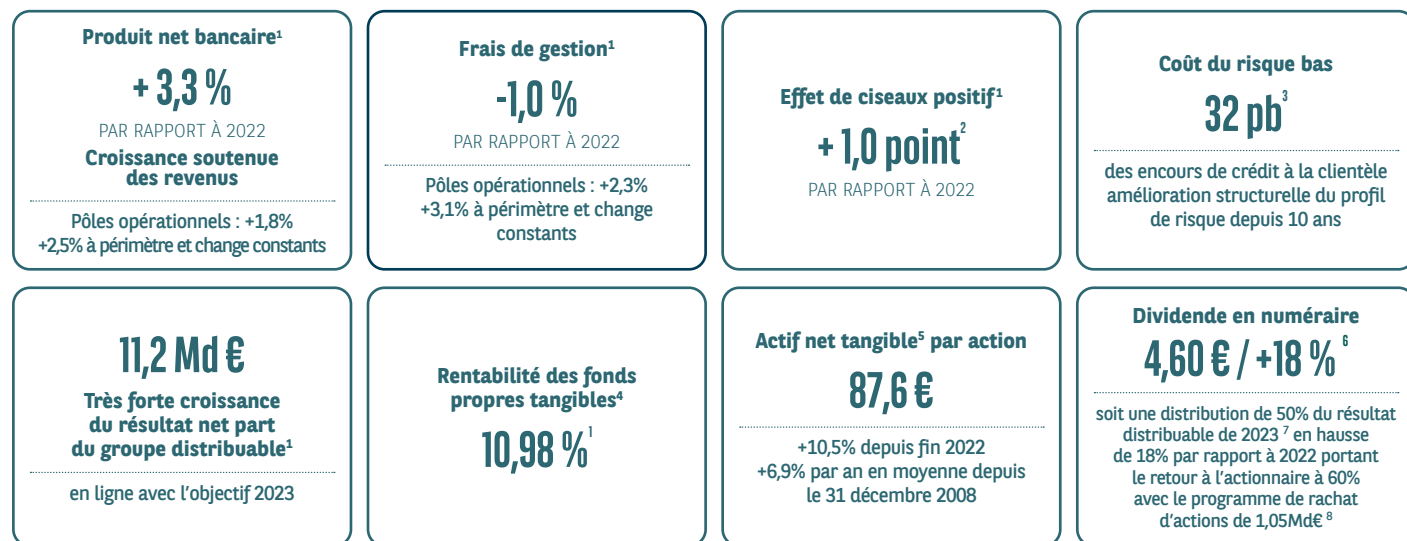 Produit net bancaire¹
+ 3,3 %
PAR RAPPORT À 2022
Croissance soutenue
des revenus
Pôles opérationnels : +1,8%
+2,5% à périmètre et change constants
Frais de gestion¹
-1,0 %
PAR RAPPORT À 2022
Pôles opérationnels : +2,3%
+3,1% à périmètre et change
constants
Effet de ciseaux positif¹
+ 1,0 point²
PAR RAPPORT À 2022
Coût du risque bas
32 pb³
des encours de crédit à la clientèle
amélioration structurelle du profil
de risque depuis 10 ans
11,2 Md €
Très forte croissance
du résultat net part
du groupe distribuable¹
en ligne avec l’objectif 2023
Rentabilité des fonds
propres tangibles⁴
10,98 %¹
Actif net tangible⁵ par action
87,6 €
+10,5% depuis fin 2022
+6,9% par an en moyenne depuis
le 31 décembre 2008
Dividende en numéraire
4,60 € / +18 % ⁶
soit une distribution de 50% du résultat
distribuable de 2023 ⁷ en hausse
de 18% par rapport à 2022 portant
le retour à l’actionnaire à 60%
avec le programme de rachat
d’actions de 1,05Md€ ⁸